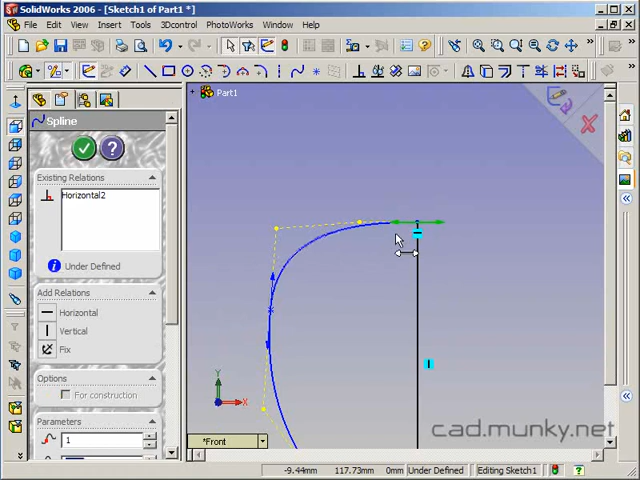 SolidWorks 2006 - [Sketch1 of Part1 *]
File Edit View Insert Tools 3Dcontrol PhotoWorks Window Help
Part1
Spline
Existing Relations
Horizontal2
Under Defined
Add Relations
Horizontal
Vertical
Fix
Options
For construction
Parameters
1
Y
X
*Front
cad.munky.net
-9.44mm 117.73mm 0mm Under Defined Editing Sketch1